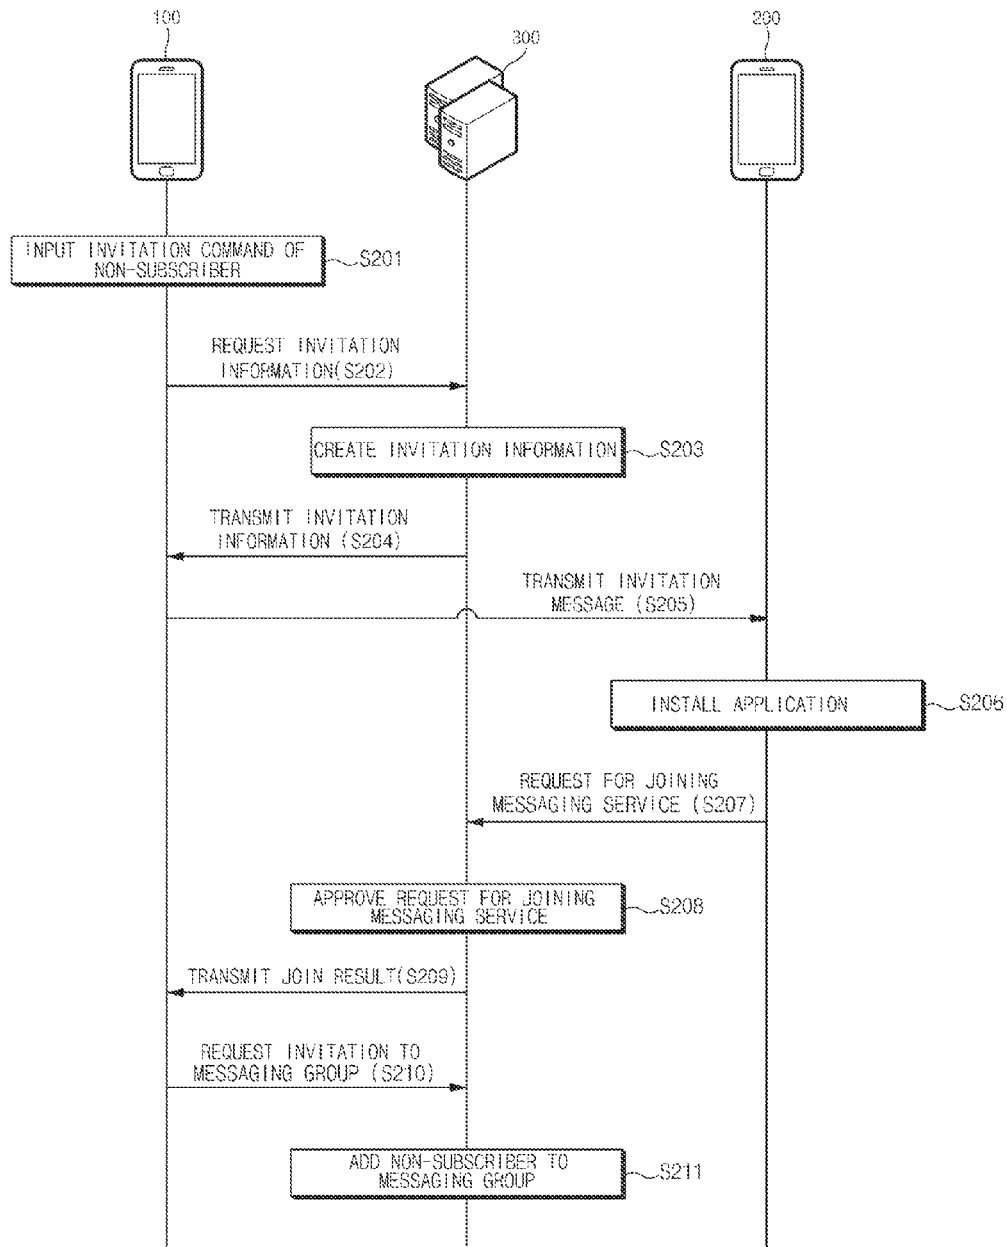 100
300
200
INPUT INVITATION COMMAND OF
NON-SUBSCRIBER
S201
REQUEST INVITATION
INFORMATION(S202)
CREATE INVITATION INFORMATION
S203
TRANSMIT INVITATION
INFORMATION (S204)
TRANSMIT INVITATION
MESSAGE (S205)
INSTALL APPLICATION
S206
REQUEST FOR JOINING
MESSAGING SERVICE (S207)
APPROVE REQUEST FOR JOINING
MESSAGING SERVICE
S208
TRANSMIT JOIN RESULT(S209)
REQUEST INVITATION TO
MESSAGING GROUP (S210)
ADD NON-SUBSCRIBER TO
MESSAGING GROUP
S211